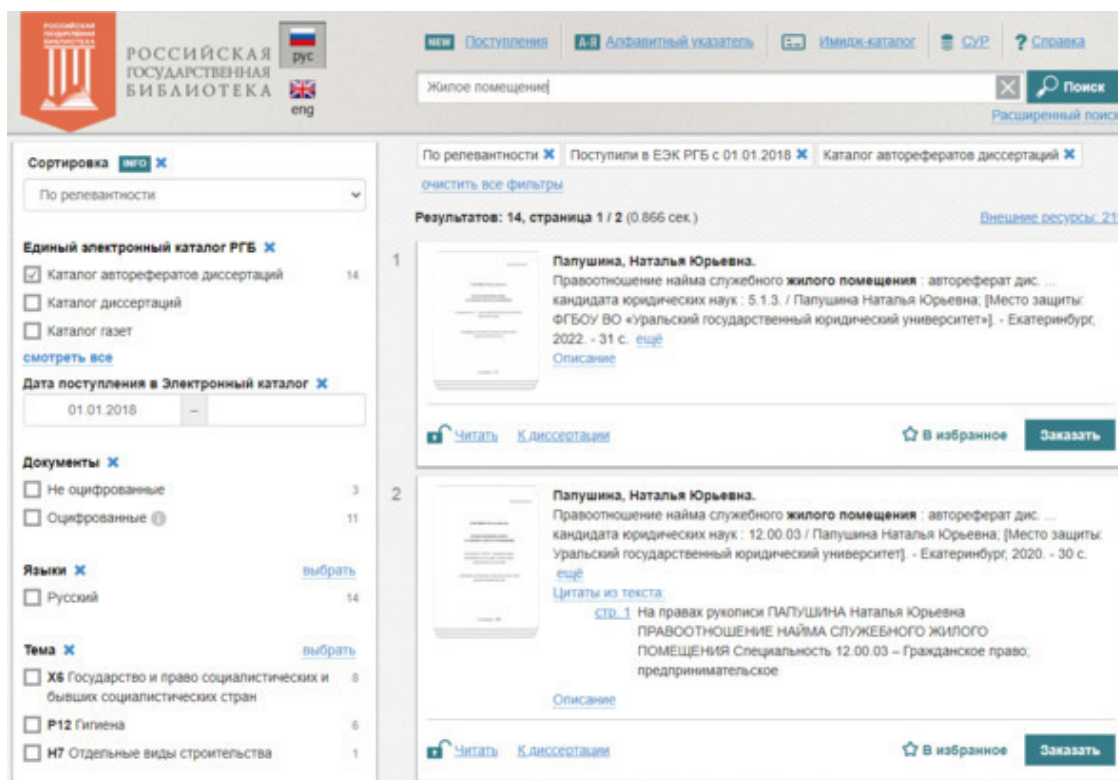 РОССИЙСКАЯ
ГОСУДАРСТВЕННАЯ
БИБЛИОТЕКА
РОССИЙСКАЯ
ГОСУДАРСТВЕННАЯ
БИБЛИОТЕКА
рус
eng
NEW Поступления А-Я Алфавитный указатель Имидж-каталог СУР ? Справка
Жилое помещение
Поиск
Расширенный поиск
Сортировка INFO
По релевантности
Единый электронный каталог РГБ
Каталог авторефератов диссертаций 14
Каталог диссертаций
Каталог газет
смотреть все
Дата поступления в Электронный каталог
01.01.2018 –
Документы
Не оцифрованные 3
Оцифрованные 11
Языки выбрать
Русский 14
Тема выбрать
Х6 Государство и право социалистических и 8
бывших социалистических стран
Р12 Гигиена 6
Н7 Отдельные виды строительства 1
По релевантности Поступили в ЕЭК РГБ с 01.01.2018 Каталог авторефератов диссертаций
очистить все фильтры
Результатов: 14, страница 1 / 2 (0.866 сек.) Внешние ресурсы: 21
1
Папушина, Наталья Юрьевна.
Правоотношение найма служебного жилого помещения : автореферат дис. ...
кандидата юридических наук : 5.1.3. / Папушина Наталья Юрьевна; [Место защиты:
ФГБОУ ВО «Уральский государственный юридический университет»]. - Екатеринбург,
2022. - 31 с. ещё
Описание
Читать К диссертации В избранное Заказать
2
Папушина, Наталья Юрьевна.
Правоотношение найма служебного жилого помещения : автореферат дис. ...
кандидата юридических наук : 12.00.03 / Папушина Наталья Юрьевна; [Место защиты:
Уральский государственный юридический университет]. - Екатеринбург, 2020. - 30 с.
ещё
Цитаты из текста:
стр. 1 На правах рукописи ПАПУШИНА Наталья Юрьевна
ПРАВООТНОШЕНИЕ НАЙМА СЛУЖЕБНОГО ЖИЛОГО
ПОМЕЩЕНИЯ Специальность 12.00.03 – Гражданское право;
предпринимательское
Описание
Читать К диссертации В избранное Заказать